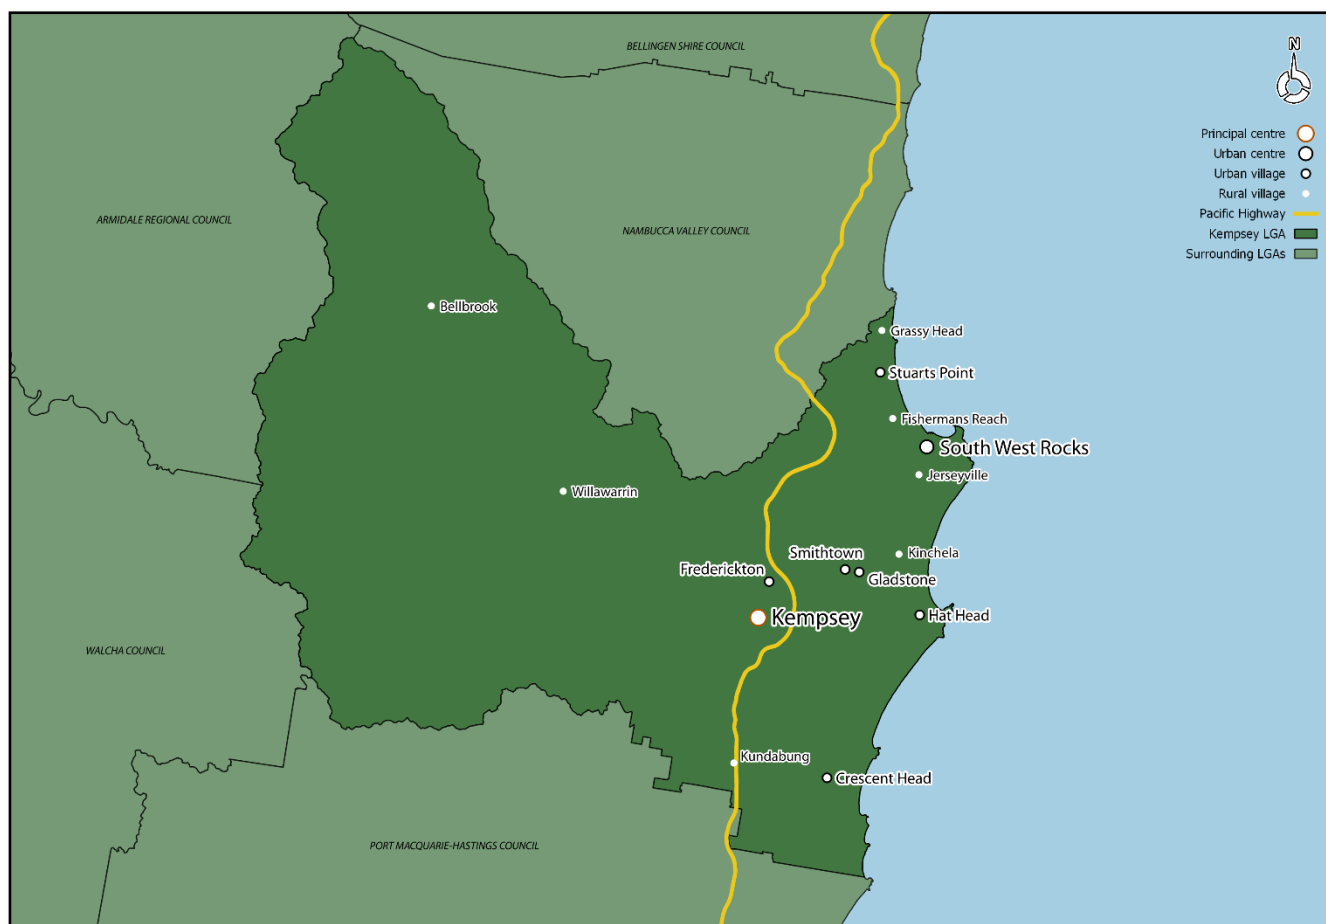 BELLINGEN SHIRE COUNCIL
N
Principal centre
Urban centre
Urban village
Rural village
Pacific Highway
Kempsey LGA
Surrounding LGAs
ARMIDALE REGIONAL COUNCIL
NAMBUCCA VALLEY COUNCIL
Bellbrook
Grassy Head
Stuarts Point
Fishermans Reach
South West Rocks
Jerseyville
Willawarrin
Smithtown
Kinchela
Frederickton
Gladstone
Kempsey
Hat Head
WALCHA COUNCIL
Kundabung
Crescent Head
PORT MACQUARIE-HASTINGS COUNCIL